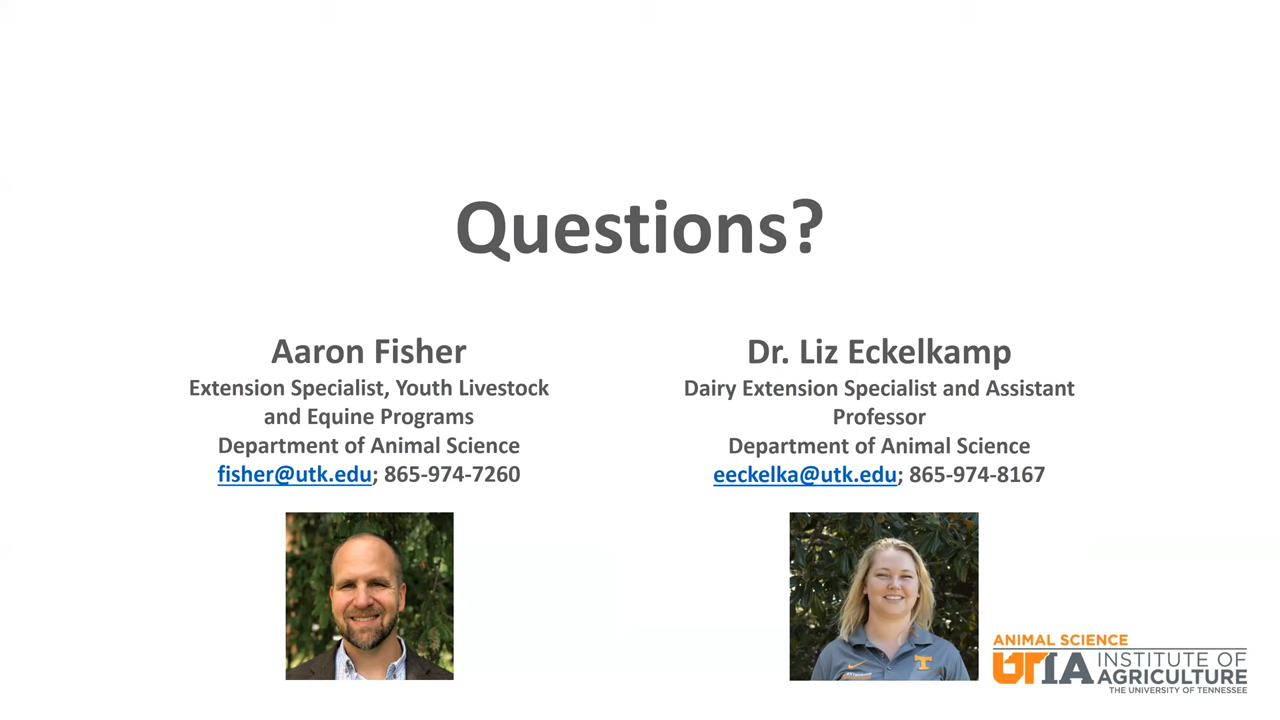 Questions?
Aaron Fisher
Extension Specialist, Youth Livestock
and Equine Programs
Department of Animal Science
fisher@utk.edu; 865-974-7260
Dr. Liz Eckelkamp
Dairy Extension Specialist and Assistant
Professor
Department of Animal Science
eeckelka@utk.edu; 865-974-8167
T
ANIMAL SCIENCE
UTIA INSTITUTE OF
AGRICULTURE
THE UNIVERSITY OF TENNESSEE